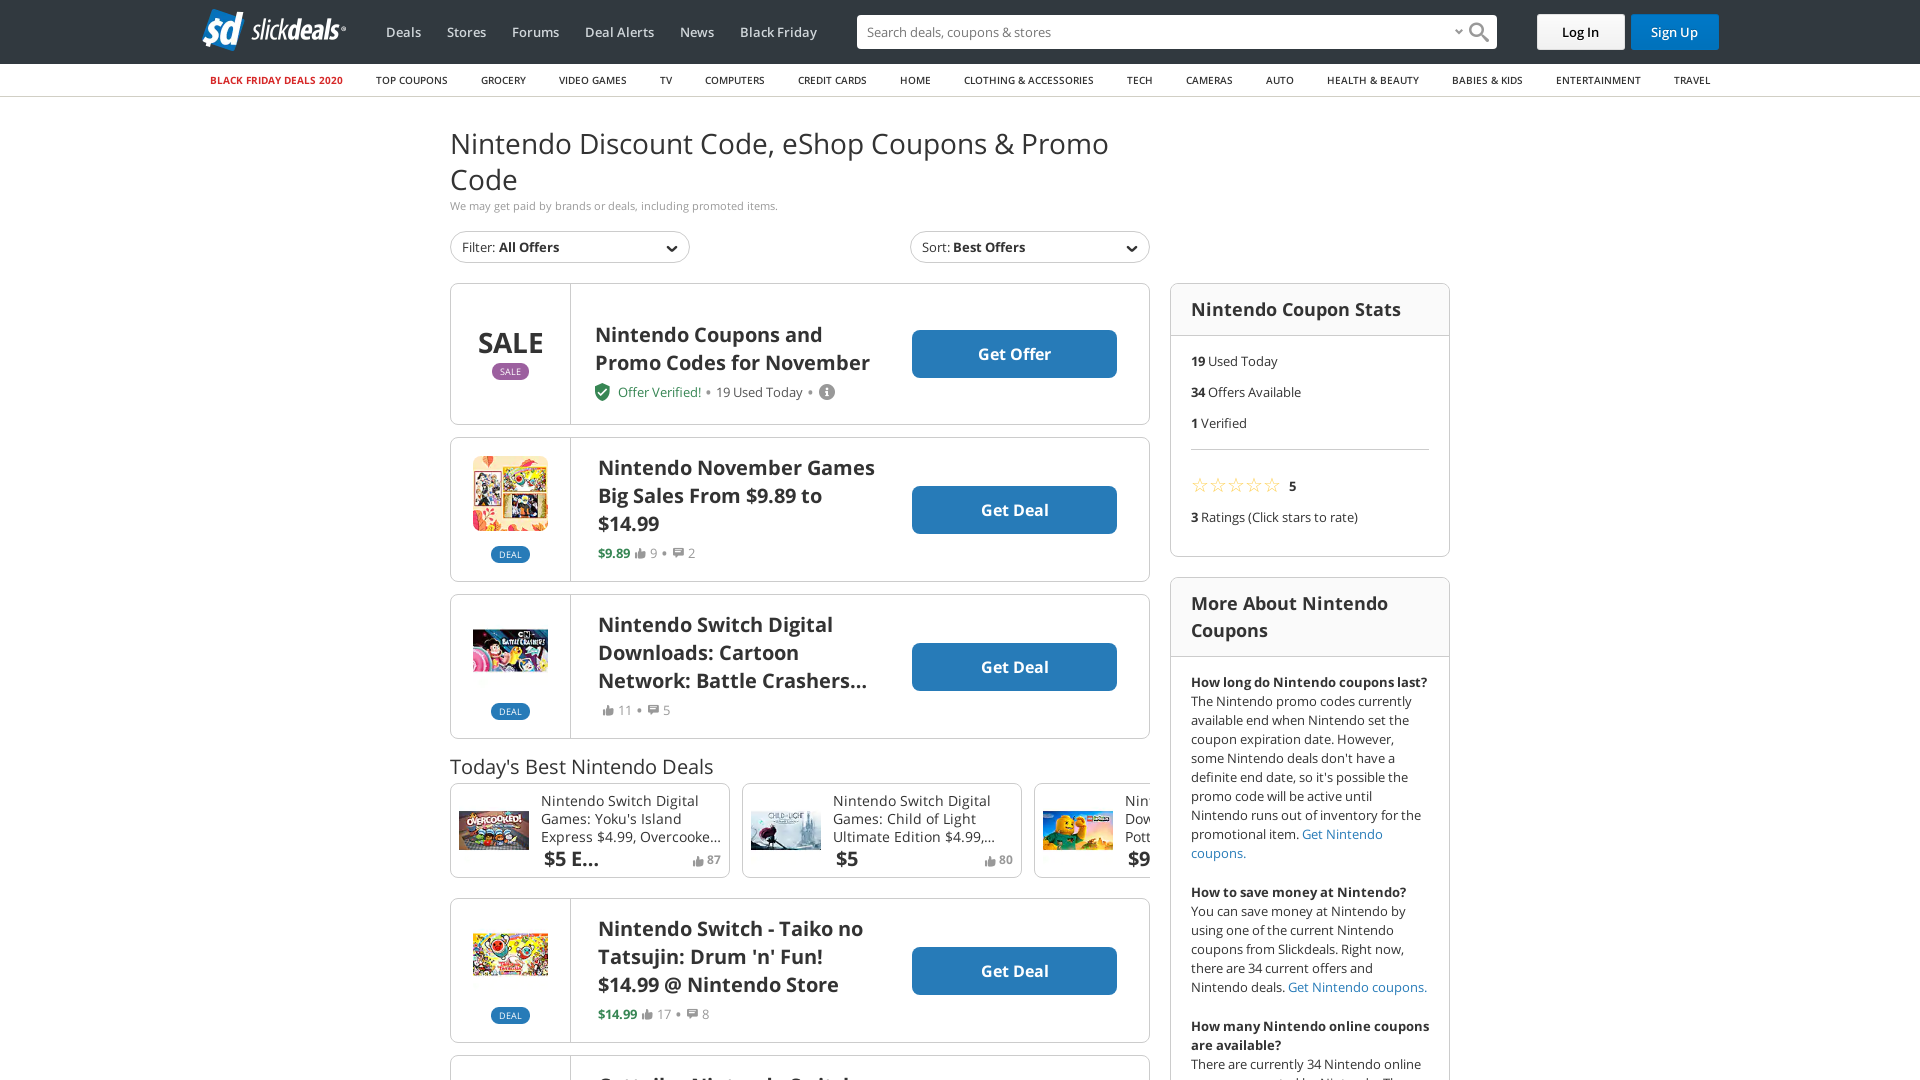 sd slickdeals
Deals
Stores
Forums
Deal Alerts
News
Black Friday
Search deals, coupons & stores
Log In
Sign Up
BLACK FRIDAY DEALS 2020
TOP COUPONS
GROCERY
VIDEO GAMES
TV
COMPUTERS
CREDIT CARDS
HOME
CLOTHING & ACCESSORIES
TECH
CAMERAS
AUTO
HEALTH & BEAUTY
BABIES & KIDS
ENTERTAINMENT
TRAVEL
Nintendo Discount Code, eShop Coupons & Promo
Code
We may get paid by brands or deals, including promoted items.
Filter: All Offers
Sort: Best Offers
SALE
SALE
Nintendo Coupons and
Promo Codes for November
Offer Verified! • 19 Used Today •
Get Offer
DEAL
Nintendo November Games
Big Sales From $9.89 to
$14.99
$9.89 9 • 2
Get Deal
CN
BATTLE CRASHERS
DEAL
Nintendo Switch Digital
Downloads: Cartoon
Network: Battle Crashers...
11 • 5
Get Deal
Today's Best Nintendo Deals
OVERCOOKED!
Nintendo Switch Digital
Games: Yoku's Island
Express $4.99, Overcooke...
$5 E...
87
CHILD OF LIGHT
Nintendo Switch Digital
Games: Child of Light
Ultimate Edition $4.99,...
$5
80
Nint
Dow
Pott
$9
DEAL
Nintendo Switch - Taiko no
Tatsujin: Drum 'n' Fun!
$14.99 @ Nintendo Store
$14.99 17 • 8
Get Deal
Nintendo Coupon Stats
19 Used Today
34 Offers Available
1 Verified
5
3 Ratings (Click stars to rate)
More About Nintendo
Coupons
How long do Nintendo coupons last?
The Nintendo promo codes currently
available end when Nintendo set the
coupon expiration date. However,
some Nintendo deals don't have a
definite end date, so it's possible the
promo code will be active until
Nintendo runs out of inventory for the
promotional item. Get Nintendo
coupons.
How to save money at Nintendo?
You can save money at Nintendo by
using one of the current Nintendo
coupons from Slickdeals. Right now,
there are 34 current offers and
Nintendo deals. Get Nintendo coupons.
How many Nintendo online coupons
are available?
There are currently 34 Nintendo online